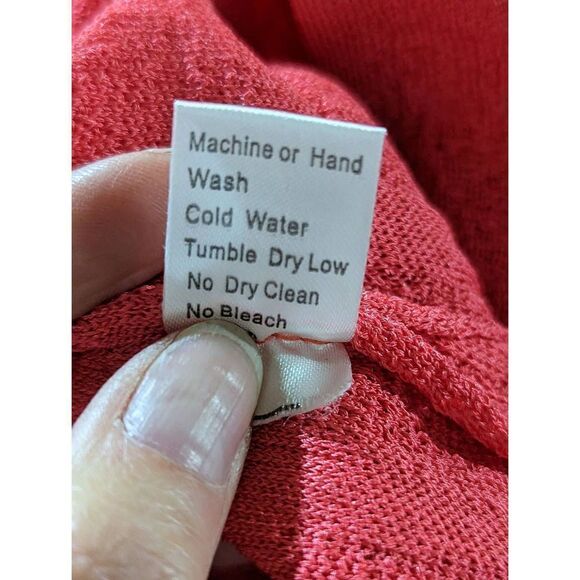 Machine or Hand
Wash
Cold Water
Tumble Dry Low
No Dry Clean
No Bleach